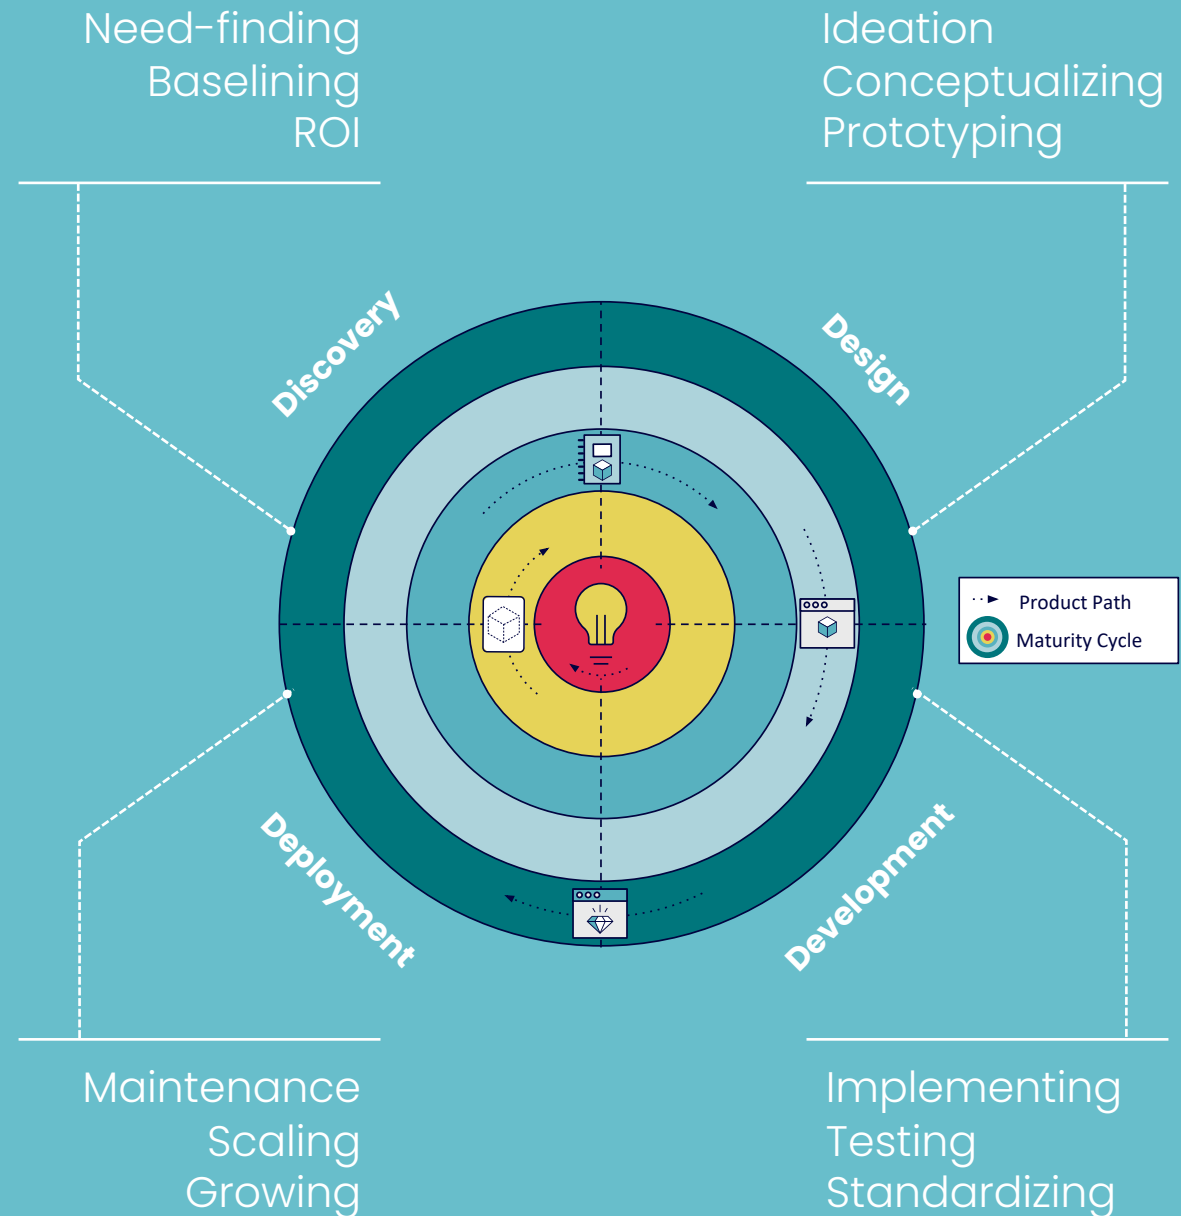 Need-finding
Baselining
ROI
Ideation
Conceptualizing
Prototyping
Discovery
Design
Product Path
Maturity Cycle
Deployment
Development
Maintenance
Scaling
Growing
Implementing
Testing
Standardizing